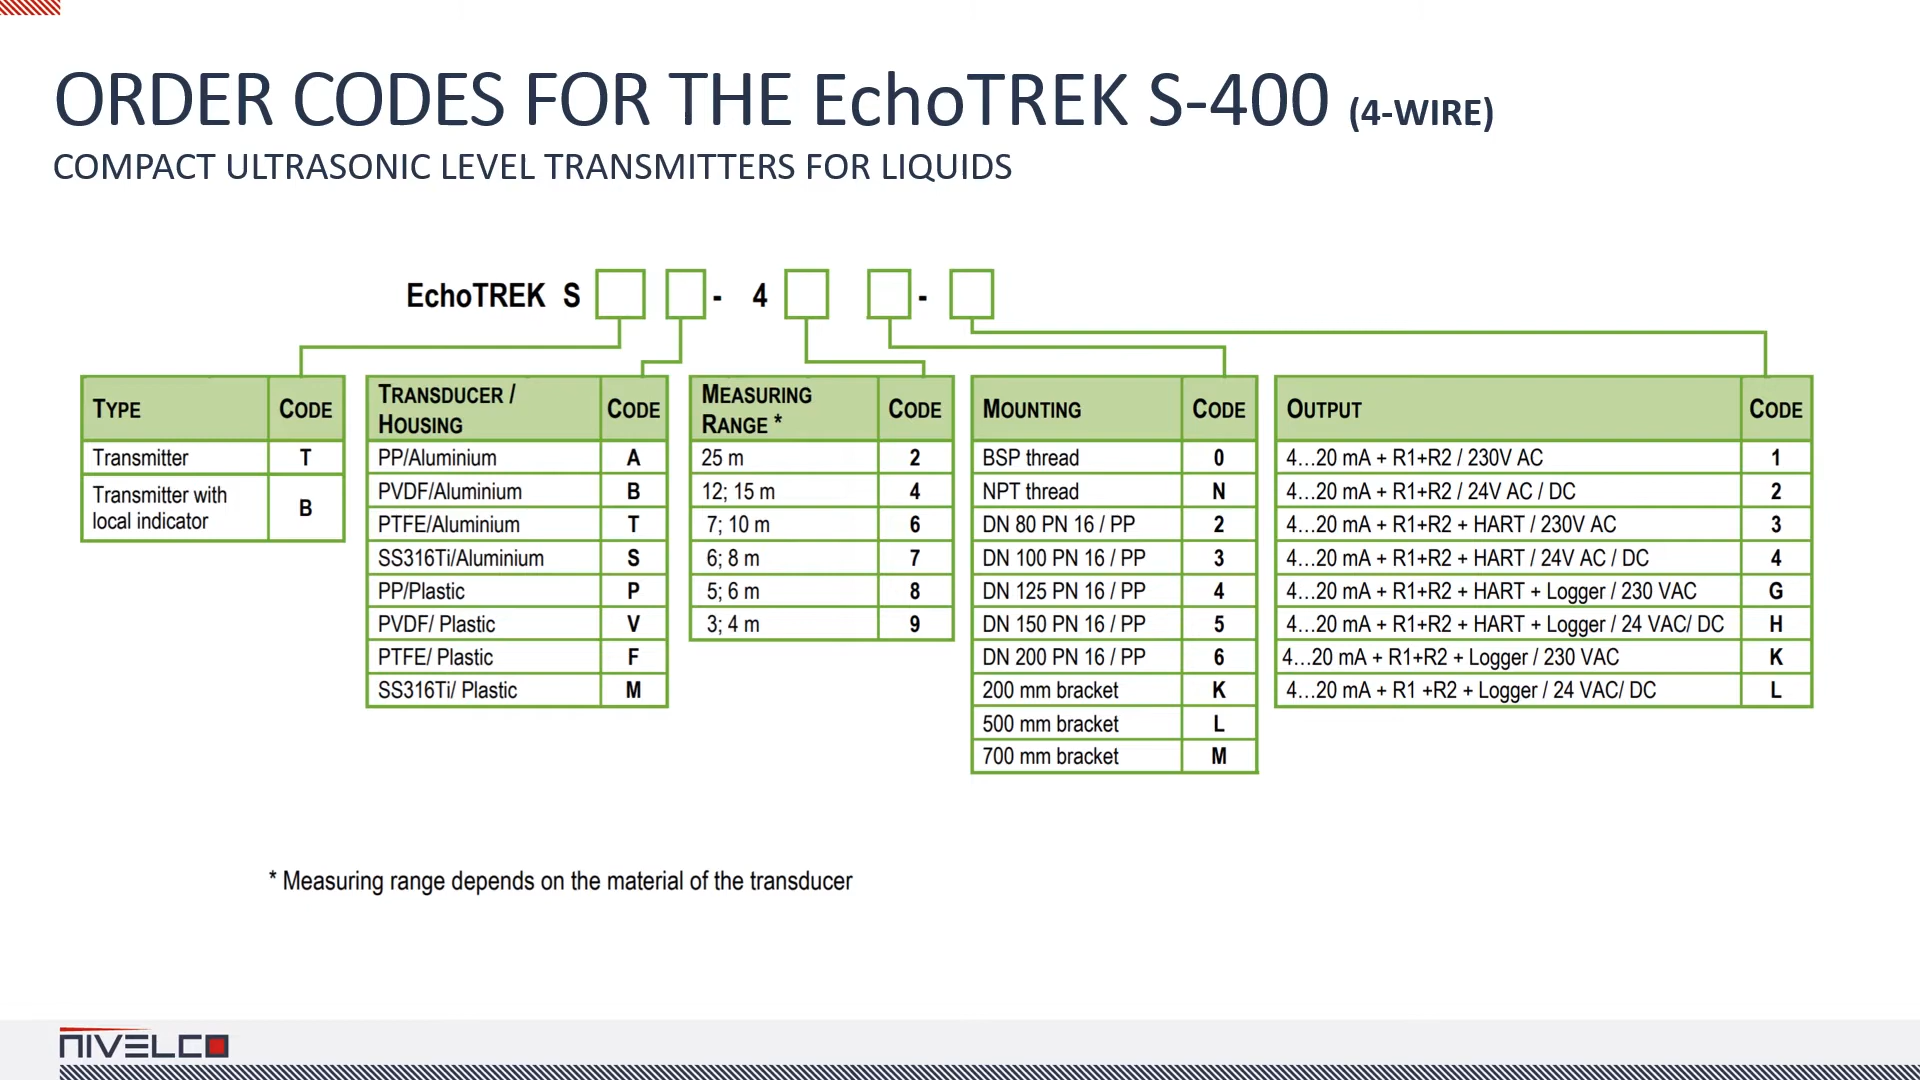 ORDER CODES FOR THE EchoTREK S-400 (4-WIRE)
COMPACT ULTRASONIC LEVEL TRANSMITTERS FOR LIQUIDS
EchoTREK S - 4 -
TYPE CODE
Transmitter T
Transmitter with local indicator B
TRANSDUCER / HOUSING CODE
PP/Aluminium A
PVDF/Aluminium B
PTFE/Aluminium T
SS316Ti/Aluminium S
PP/Plastic P
PVDF/ Plastic V
PTFE/ Plastic F
SS316Ti/ Plastic M
MEASURING RANGE * CODE
25 m 2
12; 15 m 4
7; 10 m 6
6; 8 m 7
5; 6 m 8
3; 4 m 9
MOUNTING CODE
BSP thread 0
NPT thread N
DN 80 PN 16 / PP 2
DN 100 PN 16 / PP 3
DN 125 PN 16 / PP 4
DN 150 PN 16 / PP 5
DN 200 PN 16 / PP 6
200 mm bracket K
500 mm bracket L
700 mm bracket M
OUTPUT CODE
4…20 mA + R1+R2 / 230V AC 1
4…20 mA + R1+R2 / 24V AC / DC 2
4…20 mA + R1+R2 + HART / 230V AC 3
4…20 mA + R1+R2 + HART / 24V AC / DC 4
4…20 mA + R1+R2 + HART + Logger / 230 VAC G
4…20 mA + R1+R2 + HART + Logger / 24 VAC/ DC H
4…20 mA + R1+R2 + Logger / 230 VAC K
4…20 mA + R1 +R2 + Logger / 24 VAC/ DC L
* Measuring range depends on the material of the transducer
NIVELCO